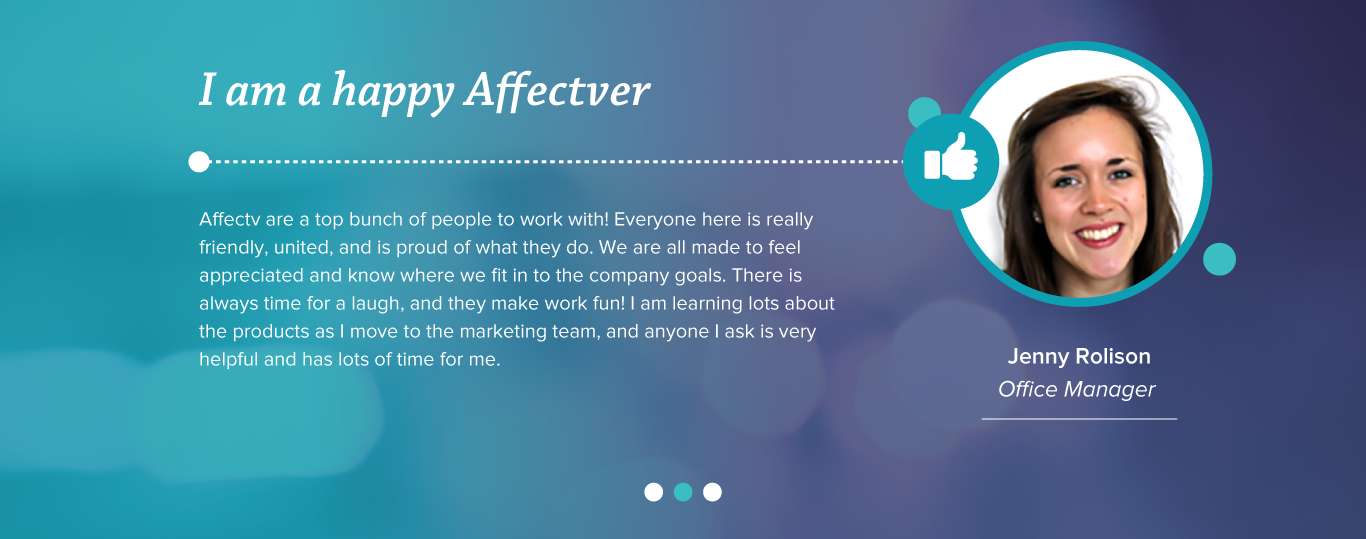 I am a happy Affectver
Affectv are a top bunch of people to work with! Everyone here is really
friendly, united, and is proud of what they do. We are all made to feel
appreciated and know where we fit in to the company goals. There is
always time for a laugh, and they make work fun! I am learning lots about
the products as I move to the marketing team, and anyone I ask is very
helpful and has lots of time for me.
Jenny Rolison
Office Manager